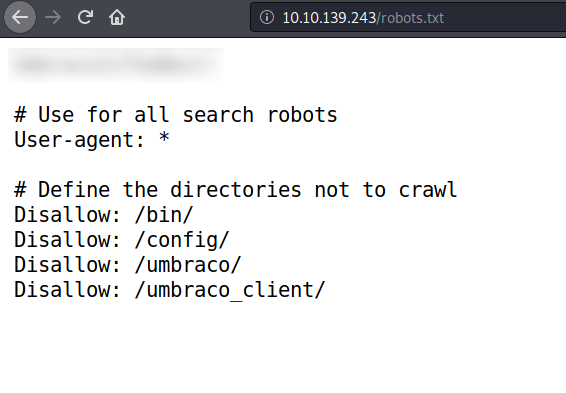 10.10.139.243/robots.txt
# Use for all search robots
User-agent: *
# Define the directories not to crawl
Disallow: /bin/
Disallow: /config/
Disallow: /umbraco/
Disallow: /umbraco_client/